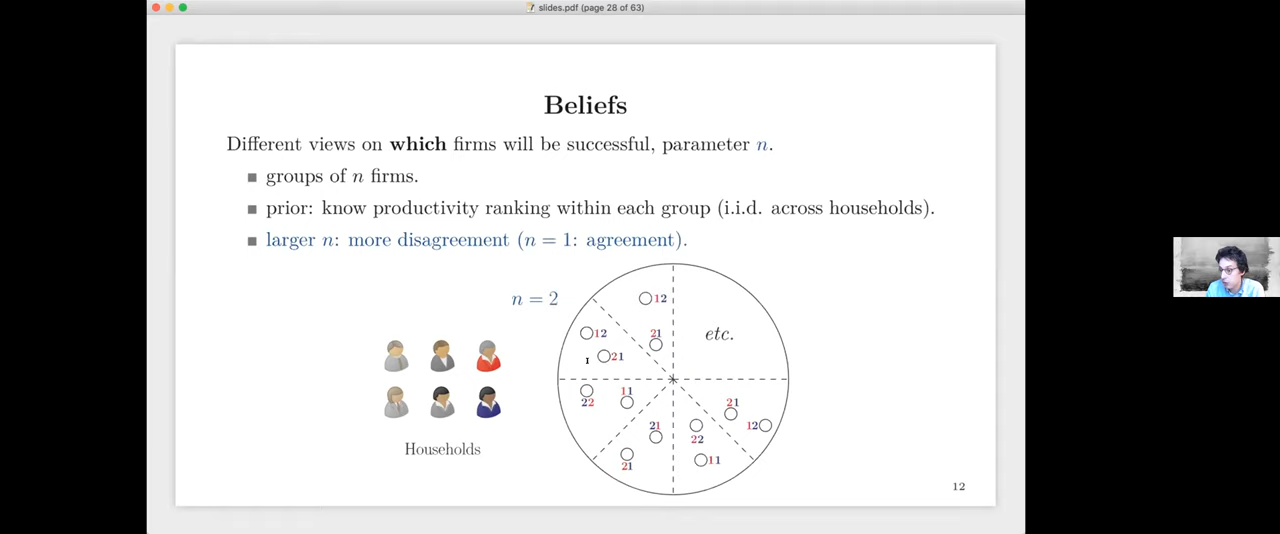 slides.pdf (page 28 of 63)
Beliefs
Different views on which firms will be successful, parameter n.
groups of n firms.
prior: know productivity ranking within each group (i.i.d. across households).
larger n: more disagreement (n = 1: agreement).
n = 2
12
12
21
etc.
21
22
11
21
12
21
22
21
11
Households
12